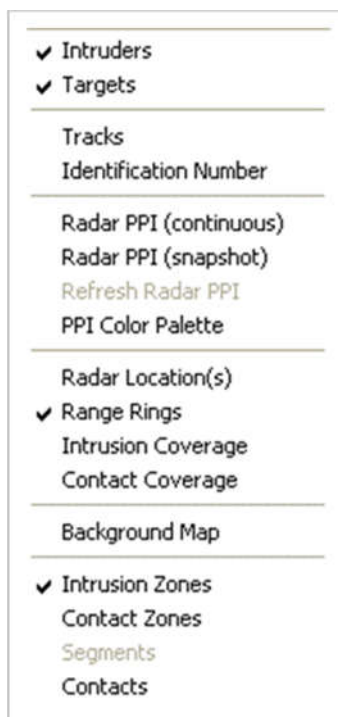 Intruders
Targets
Tracks
Identification Number
Radar PPI (continuous)
Radar PPI (snapshot)
Refresh Radar PPI
PPI Color Palette
Radar Location(s)
Range Rings
Intrusion Coverage
Contact Coverage
Background Map
Intrusion Zones
Contact Zones
Segments
Contacts